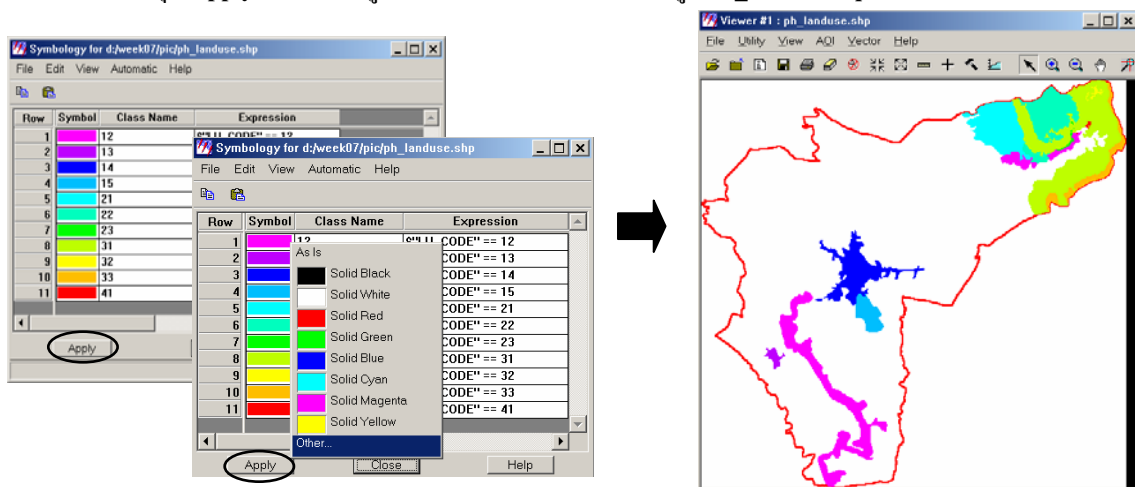 Symbology for d:/week07/pic/ph_landuse.shp
File Edit View Automatic Help
Row Symbol Class Name Expression
1 12 $"LU_CODE" == 12
2 13
3 14
4 15
5 21
6 22
7 23
8 31
9 32
10 33
11 41
Apply
Symbology for d:/week07/pic/ph_landuse.shp
File Edit View Automatic Help
Row Symbol Class Name Expression
1 12 $"LU_CODE" == 12
2 CODE" == 13
3 CODE" == 14
4 CODE" == 15
5 CODE" == 21
6 CODE" == 22
7 CODE" == 23
8 CODE" == 31
9 CODE" == 32
10 CODE" == 33
11 CODE" == 41
As Is
Solid Black
Solid White
Solid Red
Solid Green
Solid Blue
Solid Cyan
Solid Magenta
Solid Yellow
Other...
Apply Close Help
Viewer #1 : ph_landuse.shp
File Utility View AOI Vector Help